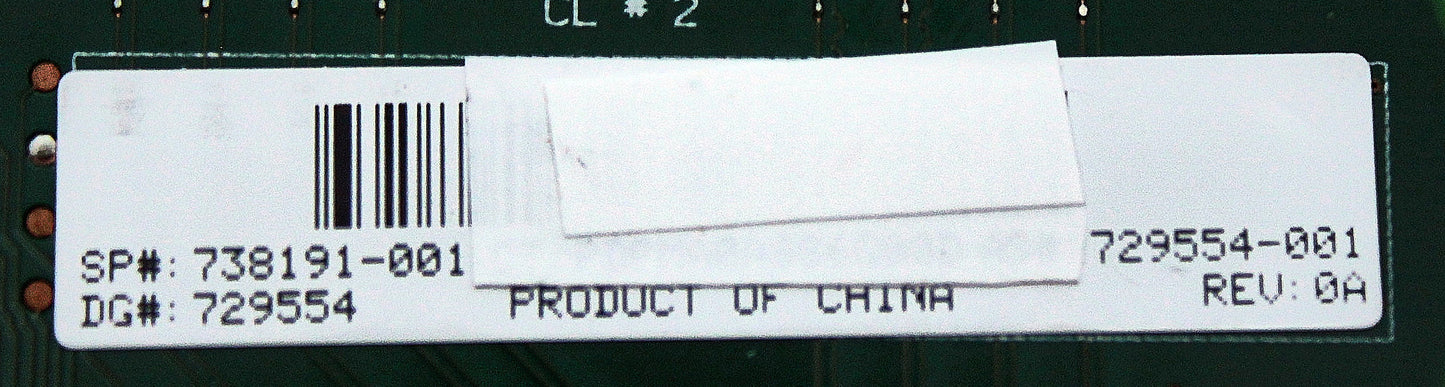 CL # 2
SP#: 738191-001
729554-001
DG#: 729554
PRODUCT OF CHINA
REV: 0A